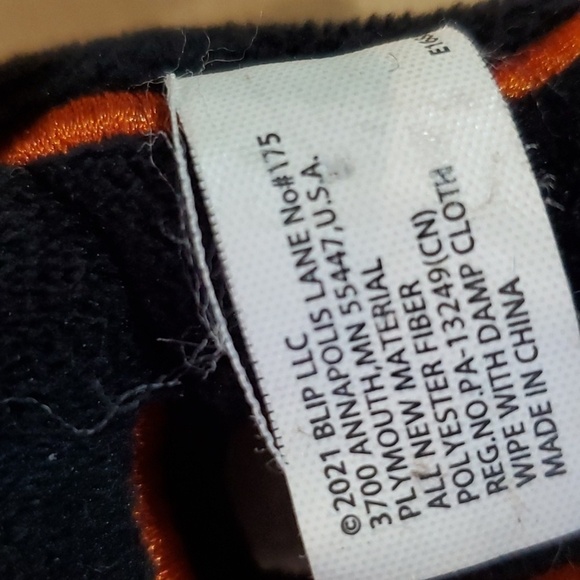 ©2021 BLIP LLC
3700 ANNAPOLIS LANE No#175
PLYMOUTH,MN 55447,U.S.A.
ALL NEW MATERIAL
POLYESTER FIBER
REG.NO.PA-13249(CN)
WIPE WITH DAMP CLOTH
MADE IN CHINA